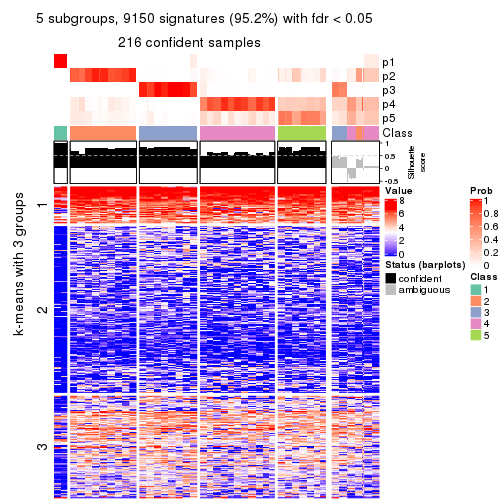 5 subgroups, 9150 signatures (95.2%) with fdr < 0.05
216 confident samples
p1
p2
p3
p4
p5
Class
1
0.5
0
-0.5
Silhouette
score
k-means with 3 groups
1
2
3
Value
8
6
4
2
0
Status (barplots)
confident
ambiguous
Prob
1
0.8
0.6
0.4
0.2
0
Class
1
2
3
4
5